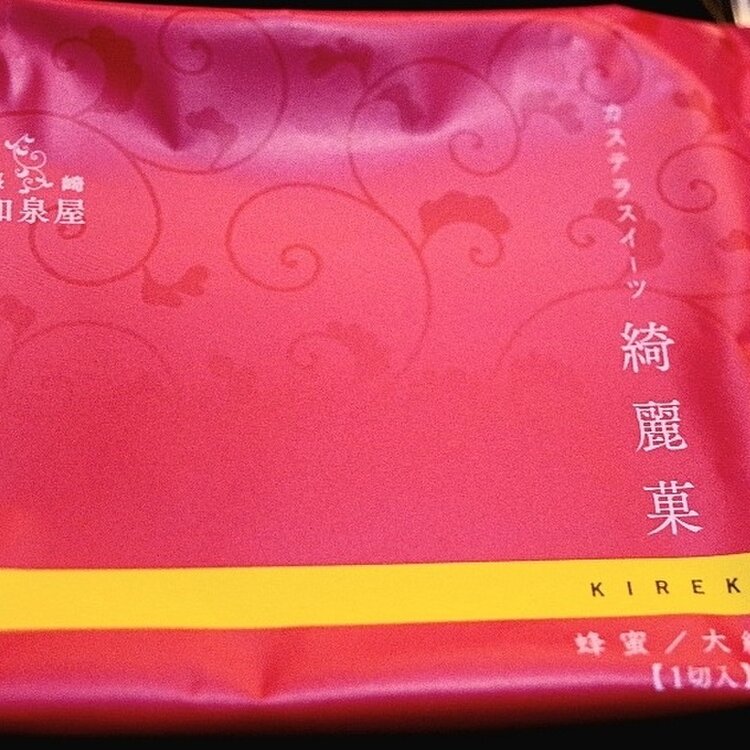 崎
和泉屋
カステラスイーツ
綺麗菓
KIREK
蜂蜜/大
【1切入】